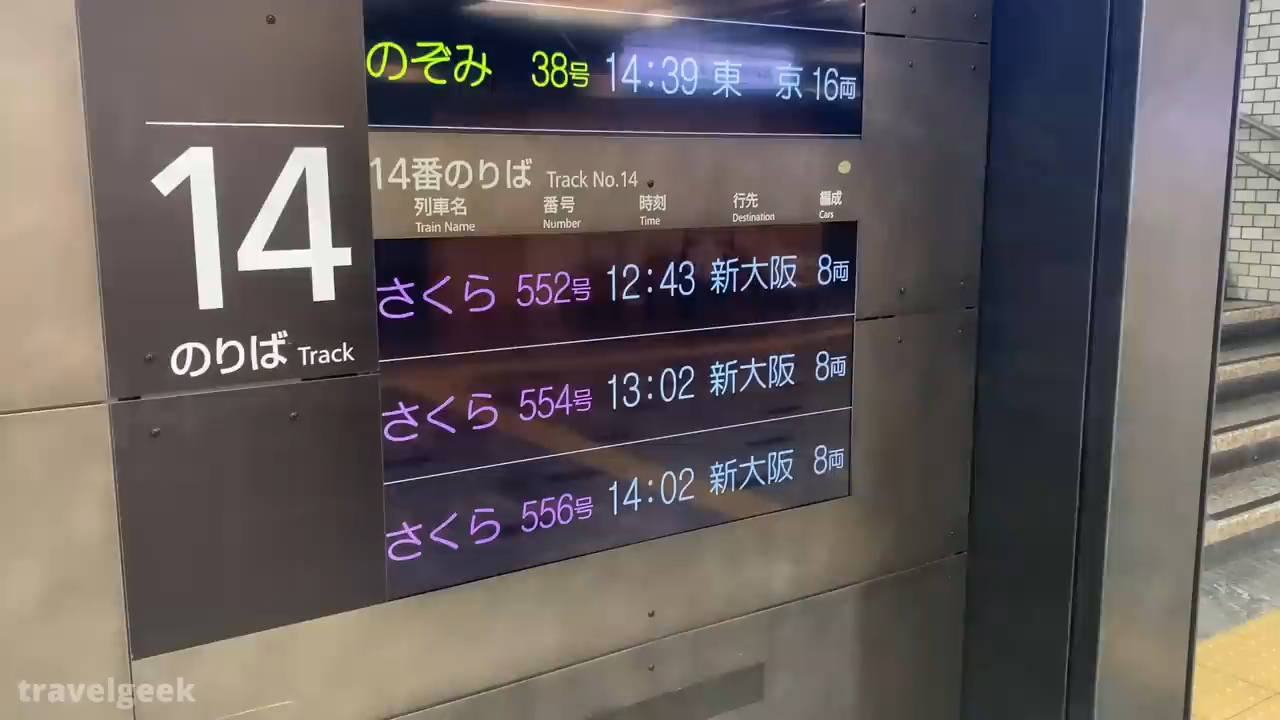 のぞみ 38号 14:39 東 京 16両
14
のりば Track
14番のりば Track No.14
列車名 番号 時刻 行先 編成
Train Name Number Time Destination Cars
さくら 552号 12:43 新大阪 8両
さくら 554号 13:02 新大阪 8両
さくら 556号 14:02 新大阪 8両
travelgeek